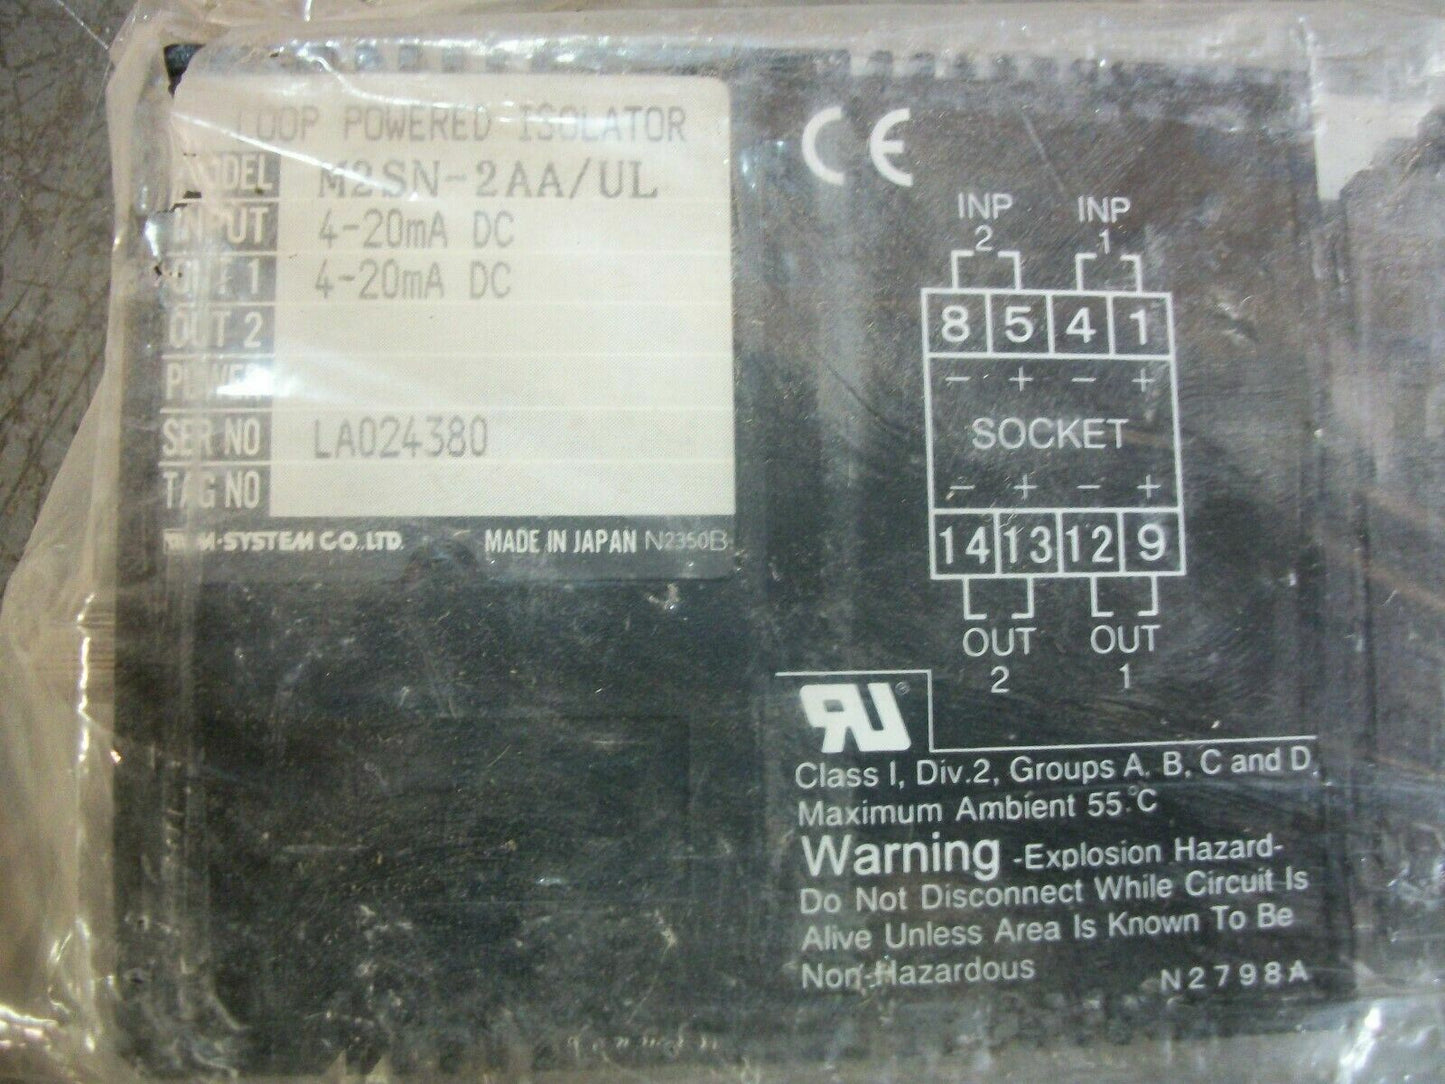 LOOP POWERED ISOLATOR
MODEL M2SN-2AA/UL
INPUT 4-20mA DC
OUT 1 4-20mA DC
OUT 2
POWER
SER NO LA024380
TAG NO
M-SYSTEM CO.,LTD. MADE IN JAPAN N2350B
CE
INP 2 INP 1
8 5 4 1
- + - +
SOCKET
- + - +
14 13 12 9
OUT 2 OUT 1
RU®
Class I, Div.2, Groups A, B, C and D,
Maximum Ambient 55°C
Warning -Explosion Hazard-
Do Not Disconnect While Circuit Is
Alive Unless Area Is Known To Be
Non-Hazardous N2798A